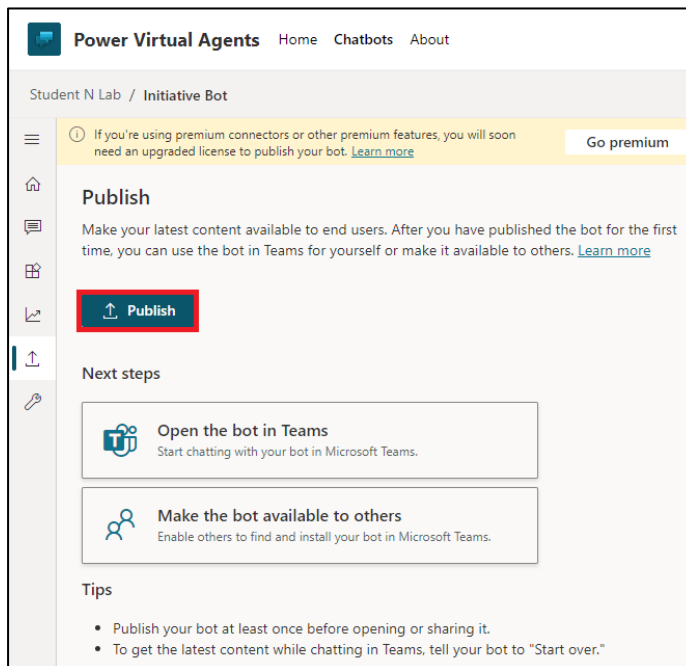 Power Virtual Agents Home Chatbots About
Student N Lab / Initiative Bot
If you're using premium connectors or other premium features, you will soon
need an upgraded license to publish your bot. Learn more
Go premium
Publish
Make your latest content available to end users. After you have published the bot for the first
time, you can use the bot in Teams for yourself or make it available to others. Learn more
Publish
Next steps
Open the bot in Teams
Start chatting with your bot in Microsoft Teams.
Make the bot available to others
Enable others to find and install your bot in Microsoft Teams.
Tips
• Publish your bot at least once before opening or sharing it.
• To get the latest content while chatting in Teams, tell your bot to "Start over."